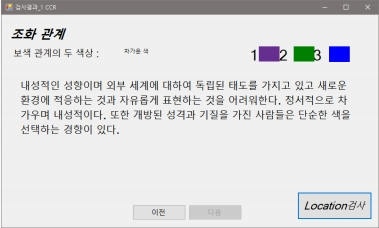 검사결과_1 CCR
조화 관계
보색 관계의 두 색상 : 차가운 색 1 2 3
내성적인 성향이며 외부 세계에 대하여 독립된 태도를 가지고 있고 새로운
환경에 적응하는 것과 자유롭게 표현하는 것을 어려워한다. 정서적으로 차
가우며 내성적이다. 또한 개방된 성격과 기질을 가진 사람들은 단순한 색을
선택하는 경향이 있다.
이전 다음
Location검사